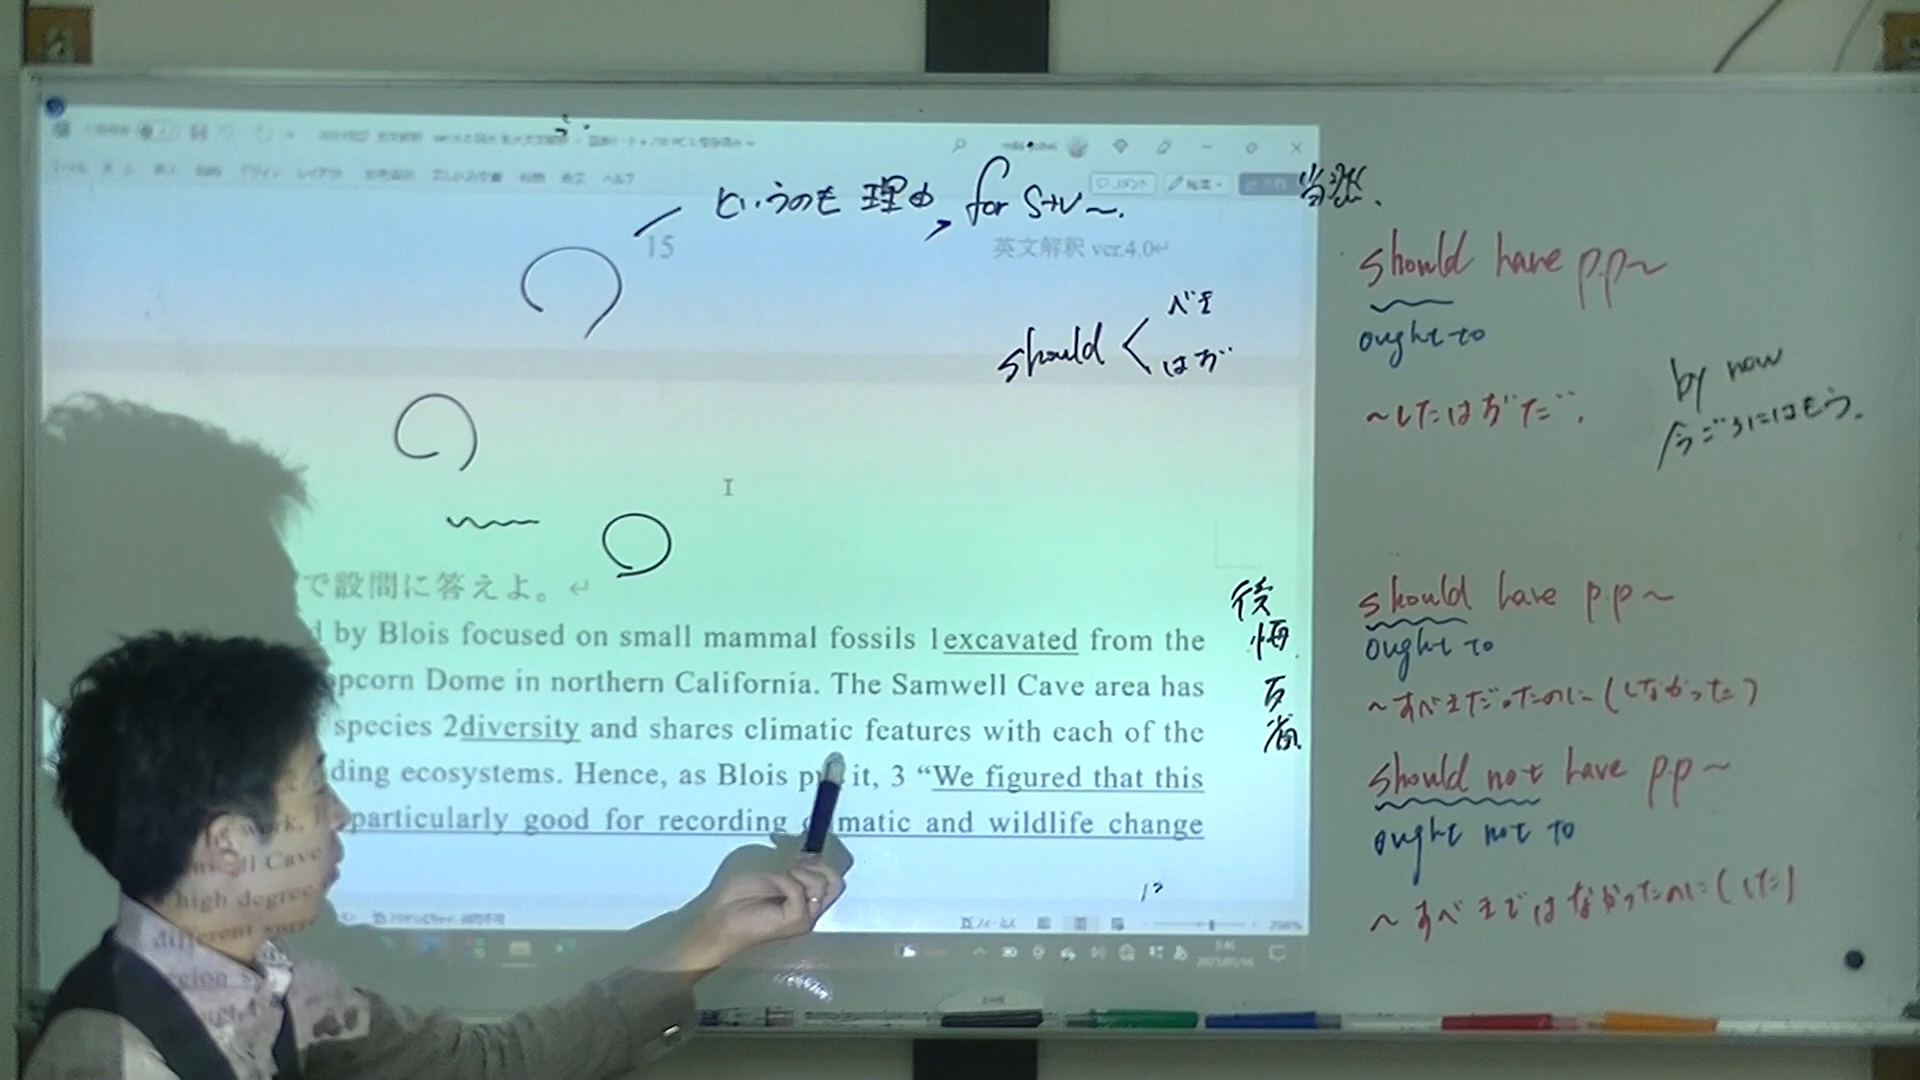 というのも 理由, for S+V~.
当然.
15
英文解釈 ver.4.0
should have p.p~
ought to
~したはずだ.
should < べき
はず
by now
今ごろにはもう.
で設問に答えよ。
by Blois focused on small mammal fossils 1excavated from the
pcorn Dome in northern California. The Samwell Cave area has
species 2diversity and shares climatic features with each of the
ding ecosystems. Hence, as Blois p it, 3 “We figured that this
particularly good for recording matic and wildlife change
work,
ll Cave
high degree
different surr
後悔
反省
should have p.p~
ought to
~すべきだったのに(しなかった)
should not have p.p~
ought not to
~すべきではなかったのに(した)